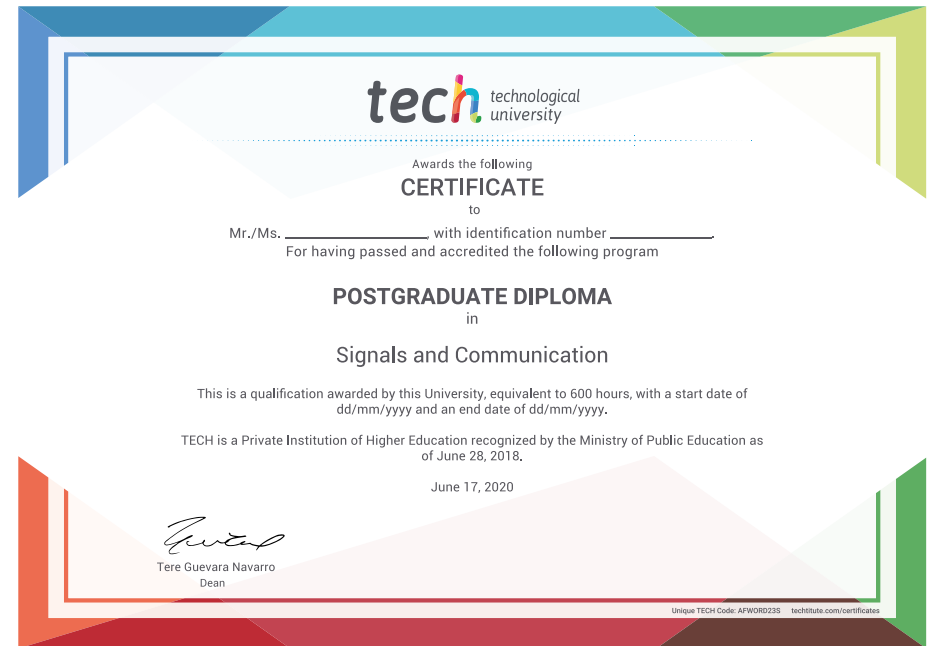 tech technological
university
Awards the following
CERTIFICATE
to
Mr./Ms. ____________________, with identification number ______________.
For having passed and accredited the following program
POSTGRADUATE DIPLOMA
in
Signals and Communication
This is a qualification awarded by this University, equivalent to 600 hours, with a start date of
dd/mm/yyyy and an end date of dd/mm/yyyy.
TECH is a Private Institution of Higher Education recognized by the Ministry of Public Education as
of June 28, 2018.
June 17, 2020
Tere Guevara Navarro
Dean
Unique TECH Code: AFWORD23S techtitute.com/certificates